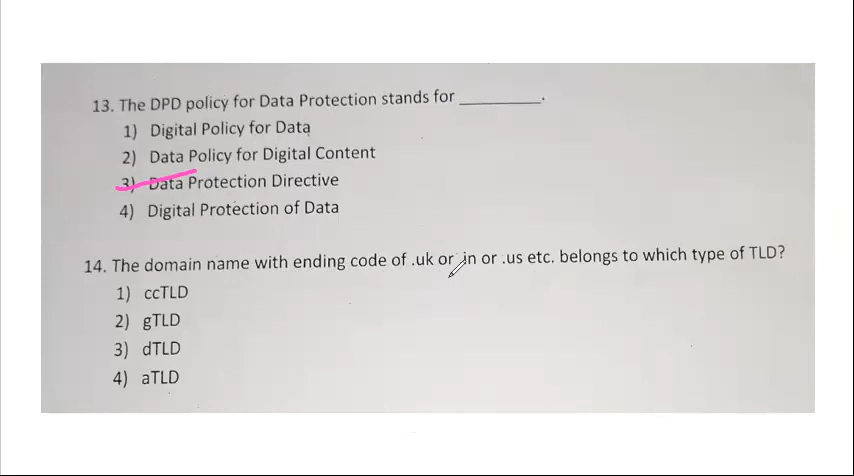 13. The DPD policy for Data Protection stands for __________.
1) Digital Policy for Data
2) Data Policy for Digital Content
3) Data Protection Directive
4) Digital Protection of Data
14. The domain name with ending code of .uk or .in or .us etc. belongs to which type of TLD?
1) ccTLD
2) gTLD
3) dTLD
4) aTLD